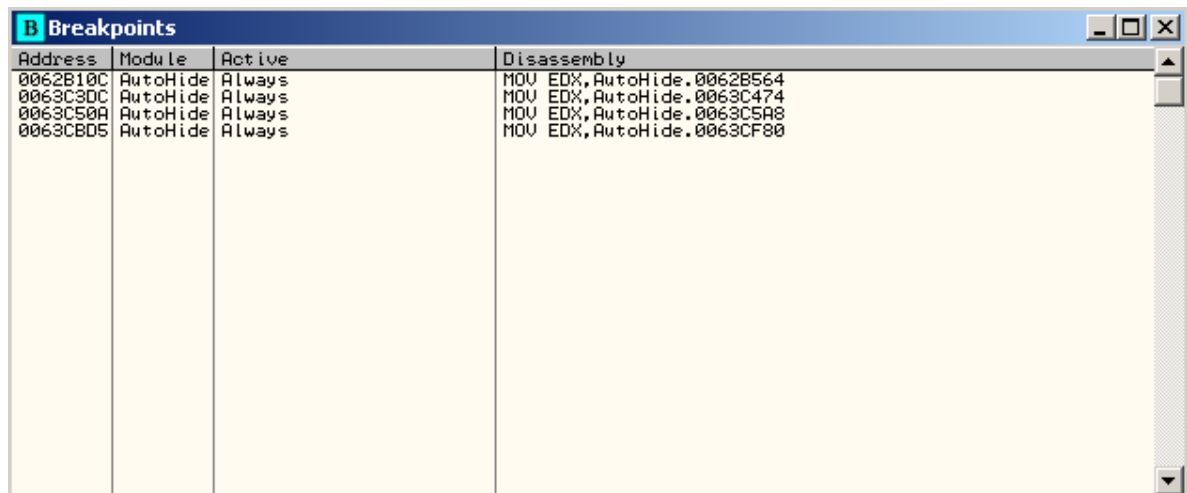 B Breakpoints
Address Module Active Disassembly
0062B10C AutoHide Always MOV EDX,AutoHide.0062B564
0063C3DC AutoHide Always MOV EDX,AutoHide.0063C474
0063C50A AutoHide Always MOV EDX,AutoHide.0063C5A8
0063CBD5 AutoHide Always MOV EDX,AutoHide.0063CF80